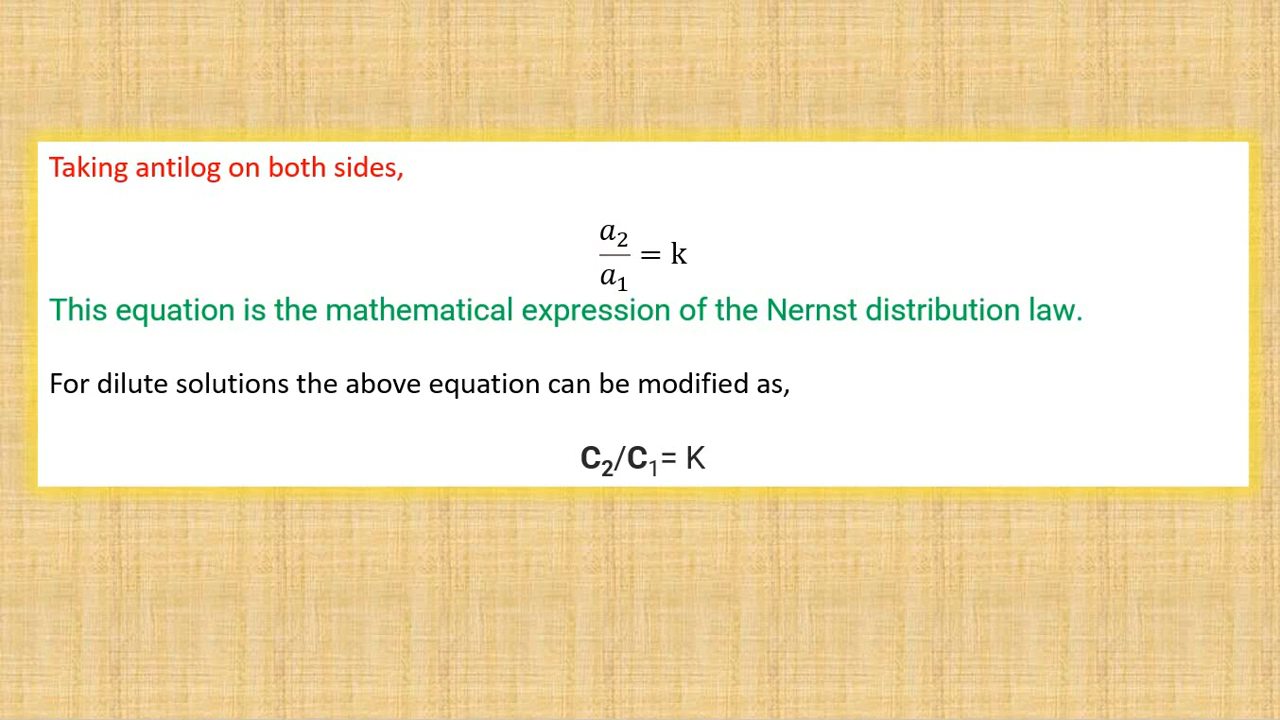 Taking antilog on both sides,
a₂/a₁ = k
This equation is the mathematical expression of the Nernst distribution law.
For dilute solutions the above equation can be modified as,
C₂/C₁= K